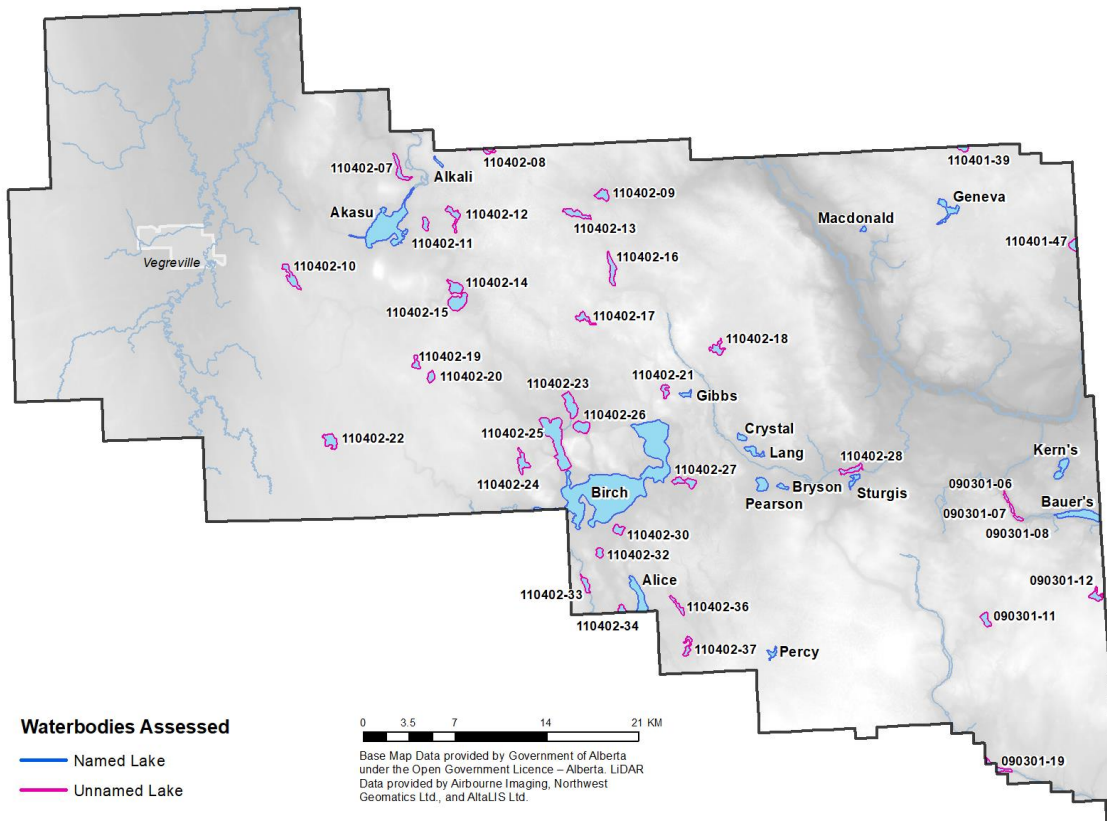 110401-39
110402-08
110402-07
Alkali
110402-09
Geneva
Akasu
110402-12
Macdonald
110402-13
110402-11
110401-47
Vegreville
110402-16
110402-10
110402-14
110402-15
110402-17
110402-18
110402-19
110402-20
110402-21
110402-23
Gibbs
110402-26
Crystal
110402-25
110402-22
Lang
110402-28
Kern's
110402-27
110402-24
Birch
Bryson
Sturgis
090301-06
Pearson
Bauer's
090301-07
110402-30
090301-08
110402-32
Alice
090301-12
110402-33
110402-36
090301-11
110402-34
110402-37
Percy
090301-19
Waterbodies Assessed
Named Lake
Unnamed Lake
0 3.5 7 14 21 KM
Base Map Data provided by Government of Alberta
under the Open Government Licence – Alberta. LiDAR
Data provided by Airbourne Imaging, Northwest
Geomatics Ltd., and AltaLIS Ltd.